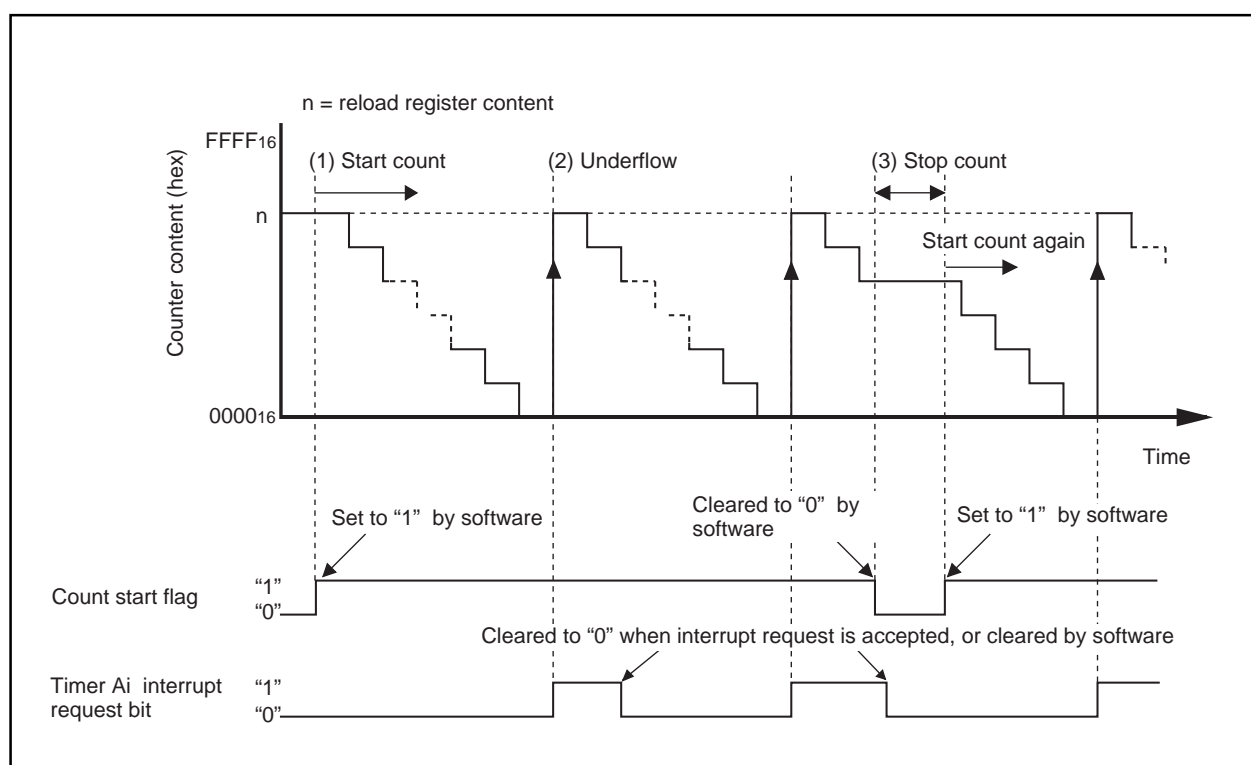 n = reload register content
FFFF16
(1) Start count
(2) Underflow
(3) Stop count
n
Start count again
Counter content (hex)
000016
Time
Set to “1” by software
Cleared to “0” by
software
Set to “1” by software
Count start flag
“1”
“0”
Cleared to “0” when interrupt request is accepted, or cleared by software
Timer Ai interrupt
request bit
“1”
“0”